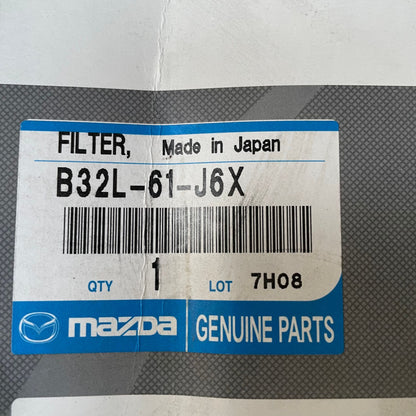 FILTER, Made in Japan
B32L-61-J6X
QTY 1 LOT 7H08
mazda GENUINE PARTS